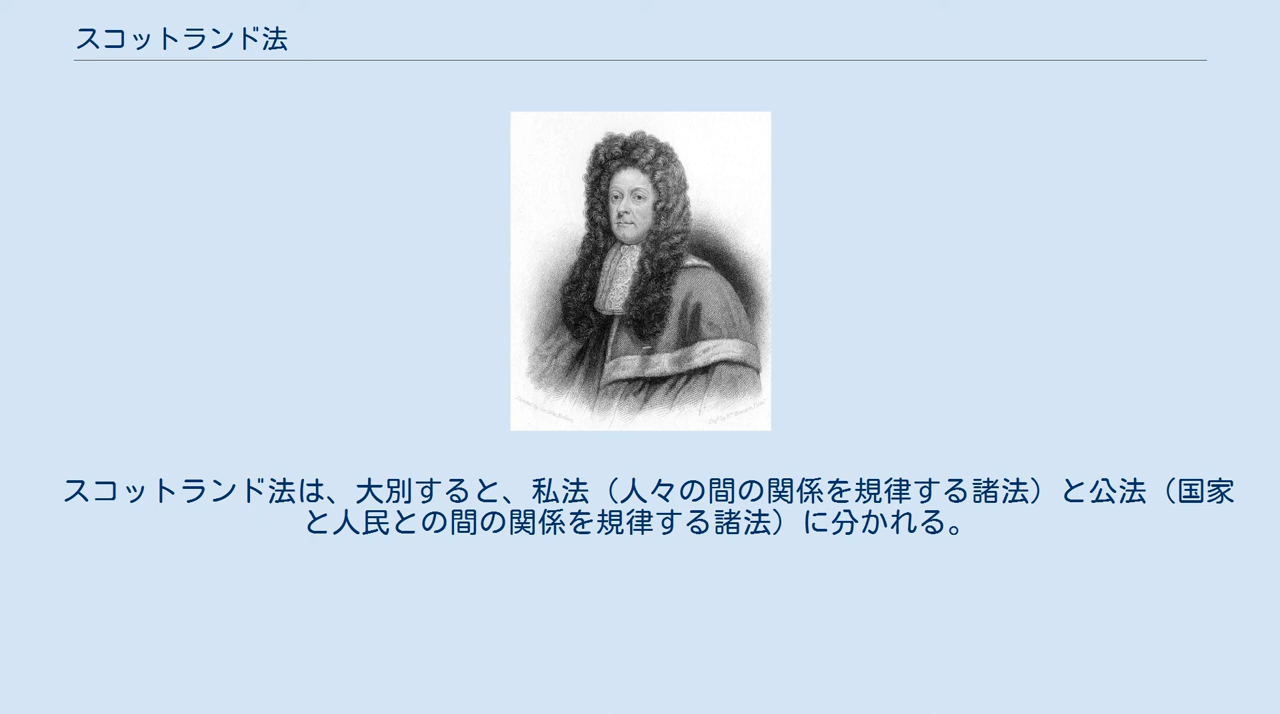 スコットランド法
スコットランド法は、大別すると、私法（人々の間の関係を規律する諸法）と公法（国家
と人民との間の関係を規律する諸法）に分かれる。